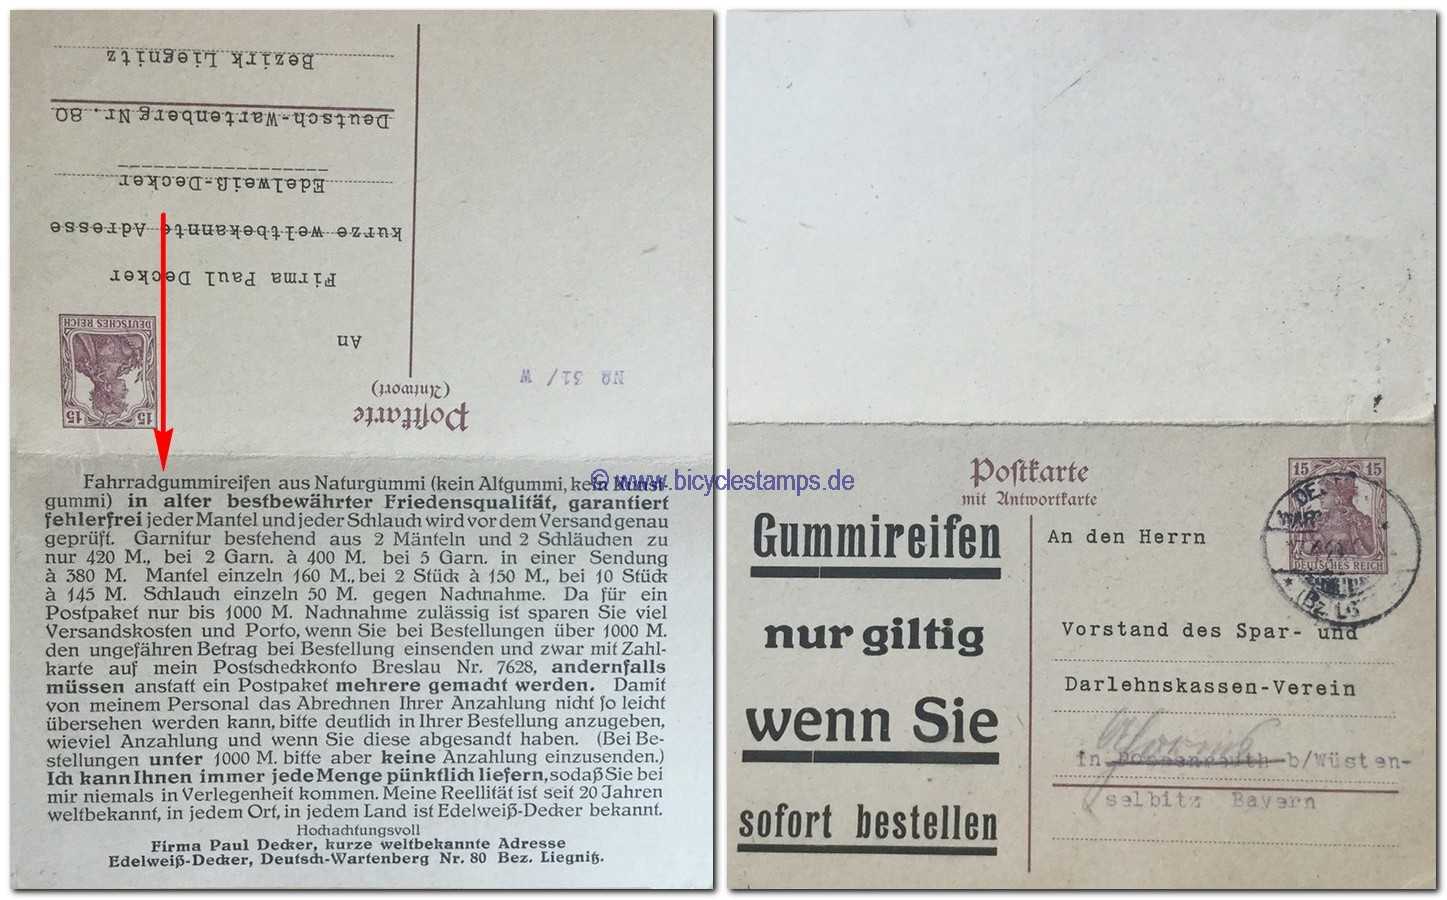 Postkarte
(Antwort)
NR 31/W
15 15
DEUTSCHES REICH
An
Firma Paul Decker
kurze weltbekannte Adresse
Edelweiß-Decker
Deutsch-Wartenberg Nr. 80
Bezirk Liegnitz
Fahrradgummireifen aus Naturgummi (kein Altgummi, kein Kunst-
gummi) in alter bestbewährter Friedensqualität, garantiert
fehlerfrei jeder Mantel und jeder Schlauch wird vor dem Versand genau
geprüft. Garnitur bestehend aus 2 Mänteln und 2 Schläuchen zu
nur 420 M., bei 2 Garn. à 400 M. bei 5 Garn. in einer Sendung
à 380 M. Mantel einzeln 160 M., bei 2 Stück à 150 M., bei 10 Stück
à 145 M. Schlauch einzeln 50 M. gegen Nachnahme. Da für ein
Postpaket nur bis 1000 M. Nachnahme zulässig ist sparen Sie viel
Versandskosten und Porto, wenn Sie bei Bestellungen über 1000 M.
den ungefähren Betrag bei Bestellung einsenden und zwar mit Zahl-
karte auf mein Postscheckkonto Breslau Nr. 7628, andernfalls
müssen anstatt ein Postpaket mehrere gemacht werden. Damit
von meinem Personal das Abrechnen Ihrer Anzahlung nicht so leicht
übersehen werden kann, bitte deutlich in Ihrer Bestellung anzugeben,
wieviel Anzahlung und wenn Sie diese abgesandt haben. (Bei Be-
stellungen unter 1000 M. bitte aber keine Anzahlung einzusenden.)
Ich kann Ihnen immer jede Menge pünktlich liefern, sodaß Sie bei
mir niemals in Verlegenheit kommen. Meine Reellität ist seit 20 Jahren
weltbekannt, in jedem Ort, in jedem Land ist Edelweiß-Decker bekannt.
Hochachtungsvoll
Firma Paul Decker, kurze weltbekannte Adresse
Edelweiß-Decker, Deutsch-Wartenberg Nr. 80 Bez. Liegnitz.
© www.bicyclestamps.de
Postkarte
mit Antwortkarte
15 15
DEUTSCHES REICH
Gummireifen
nur giltig
wenn Sie
sofort bestellen
An den Herrn
Vorstand des Spar- und
Darlehnskassen-Verein
in b/Wüsten-
selbitz Bayern